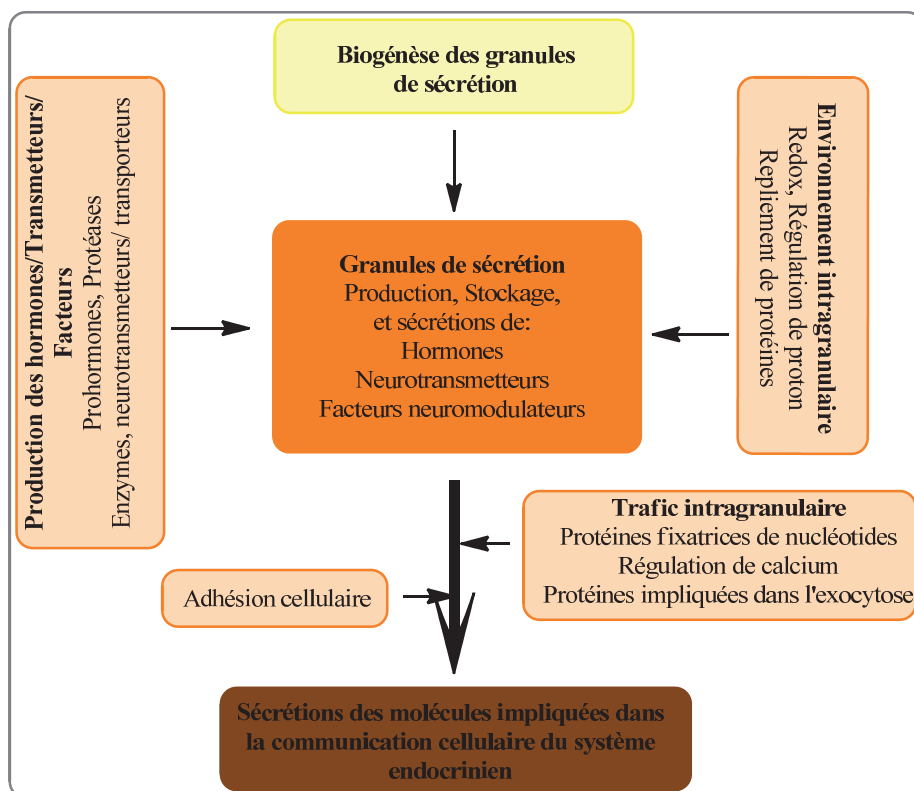 Biogénèse des granules
de sécrétion
Production des hormones/Transmetteurs/
Facteurs
Prohormones, Protéases
Enzymes, neurotransmetteurs/ transporteurs
Environnement intragranulaire
Redox, Régulation de proton
Repliement de protéines
Granules de sécrétion
Production, Stockage,
et sécrétions de:
Hormones
Neurotransmetteurs
Facteurs neuromodulateurs
Trafic intragranulaire
Protéines fixatrices de nucléotides
Régulation de calcium
Protéines impliquées dans l'exocytose
Adhésion cellulaire
Sécrétions des molécules impliquées dans
la communication cellulaire du système
endocrinien